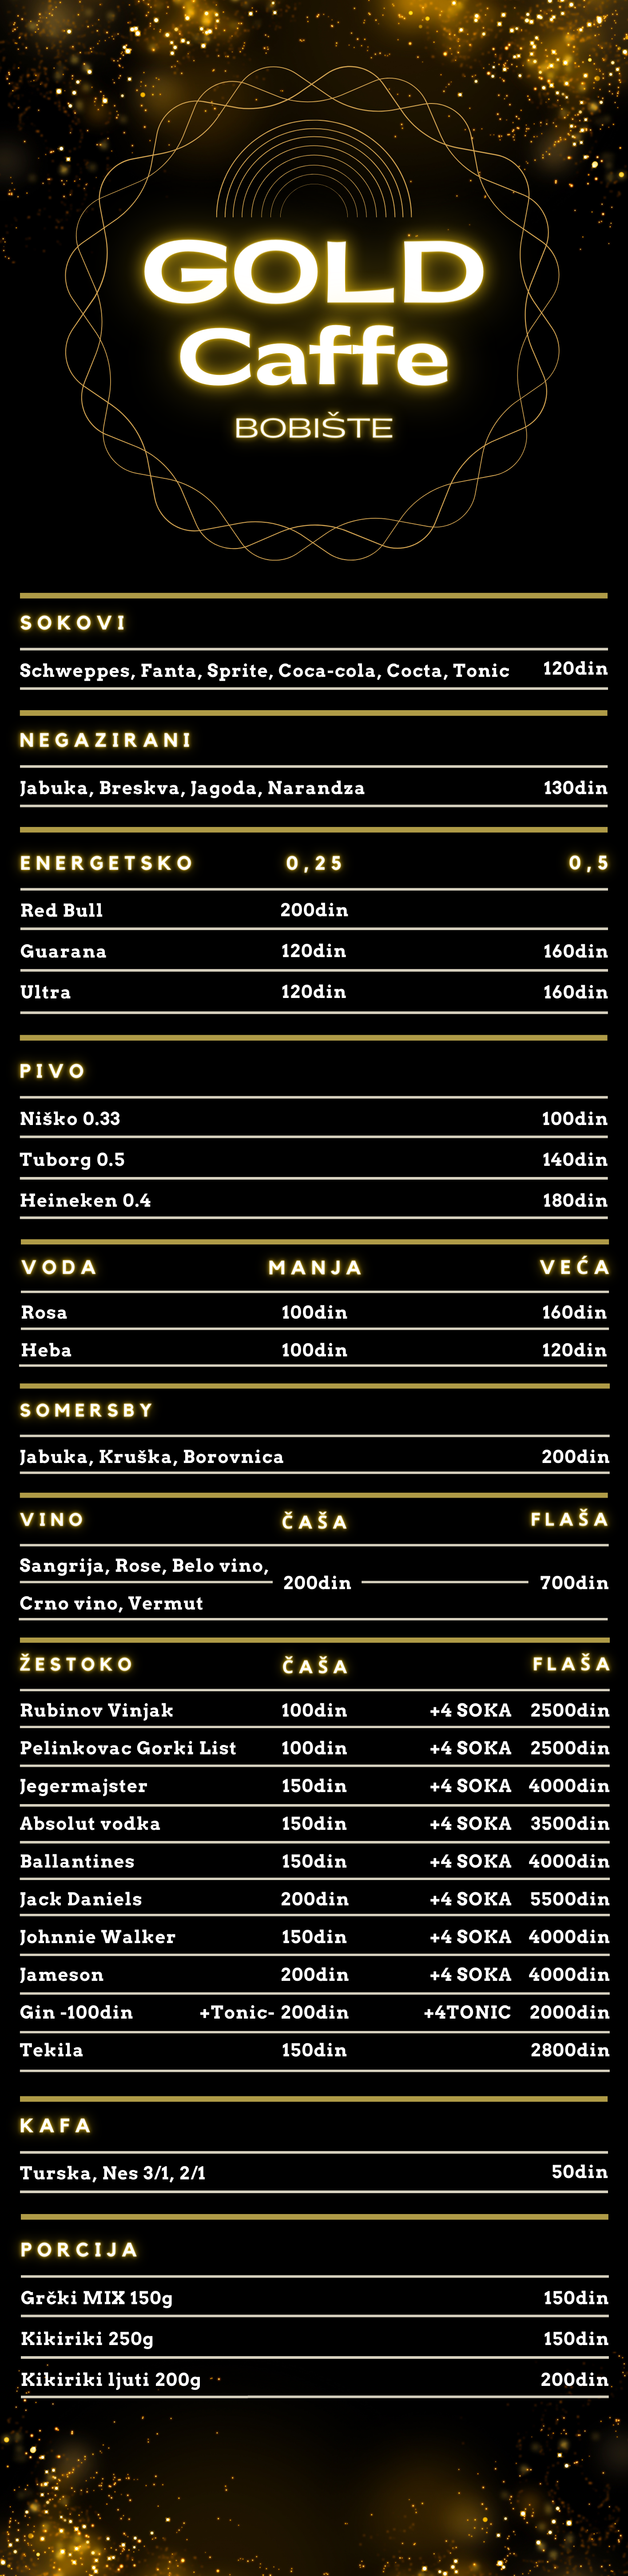 GOLD
Caffe
BOBIŠTE
SOKOVI
Schweppes, Fanta, Sprite, Coca-cola, Cocta, Tonic 120din
NEGAZIRANI
Jabuka, Breskva, Jagoda, Narandza 130din
ENERGETSKO 0,25 0,5
Red Bull 200din
Guarana 120din 160din
Ultra 120din 160din
PIVO
Niško 0.33 100din
Tuborg 0.5 140din
Heineken 0.4 180din
VODA MANJA VEĆA
Rosa 100din 160din
Heba 100din 120din
SOMERSBY
Jabuka, Kruška, Borovnica 200din
VINO ČAŠA FLAŠA
Sangrija, Rose, Belo vino,
200din 700din
Crno vino, Vermut
ŽESTOKO ČAŠA FLAŠA
Rubinov Vinjak 100din +4 SOKA 2500din
Pelinkovac Gorki List 100din +4 SOKA 2500din
Jegermajster 150din +4 SOKA 4000din
Absolut vodka 150din +4 SOKA 3500din
Ballantines 150din +4 SOKA 4000din
Jack Daniels 200din +4 SOKA 5500din
Johnnie Walker 150din +4 SOKA 4000din
Jameson 200din +4 SOKA 4000din
Gin -100din +Tonic- 200din +4TONIC 2000din
Tekila 150din 2800din
KAFA
Turska, Nes 3/1, 2/1 50din
PORCIJA
Grčki MIX 150g 150din
Kikiriki 250g 150din
Kikiriki ljuti 200g 200din